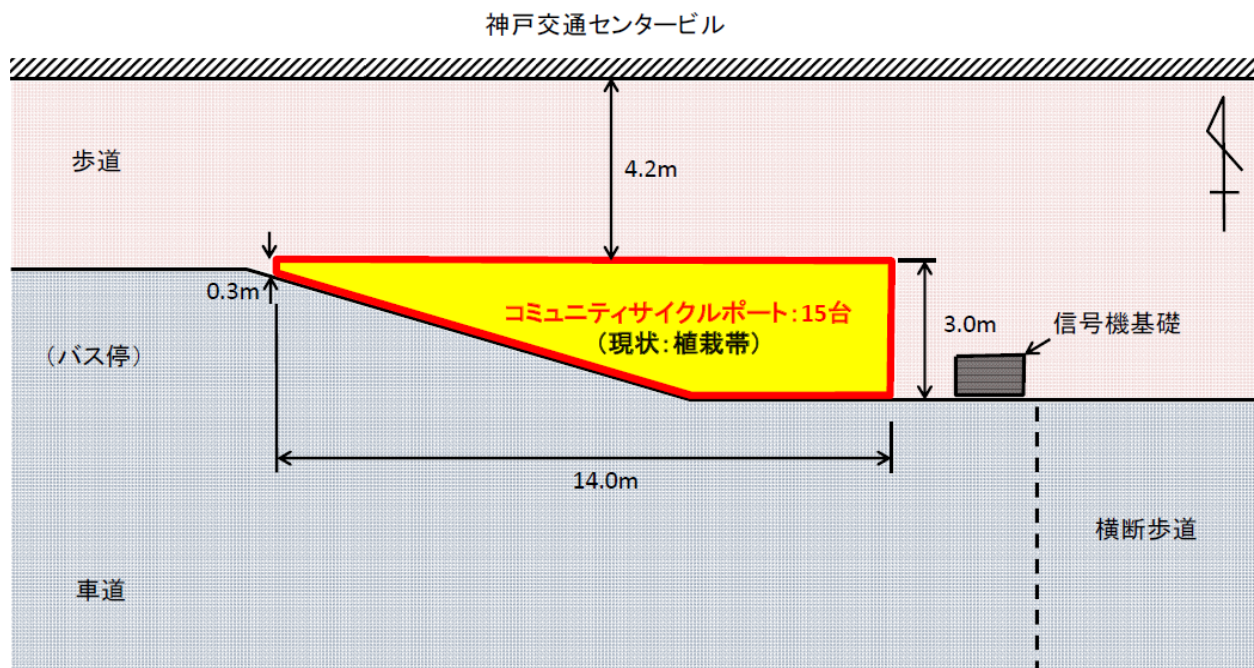 神戸交通センタービル
歩道
4.2m
0.3m
コミュニティサイクルポート：15台
（現状：植栽帯）
3.0m
信号機基礎
（バス停）
14.0m
横断歩道
車道